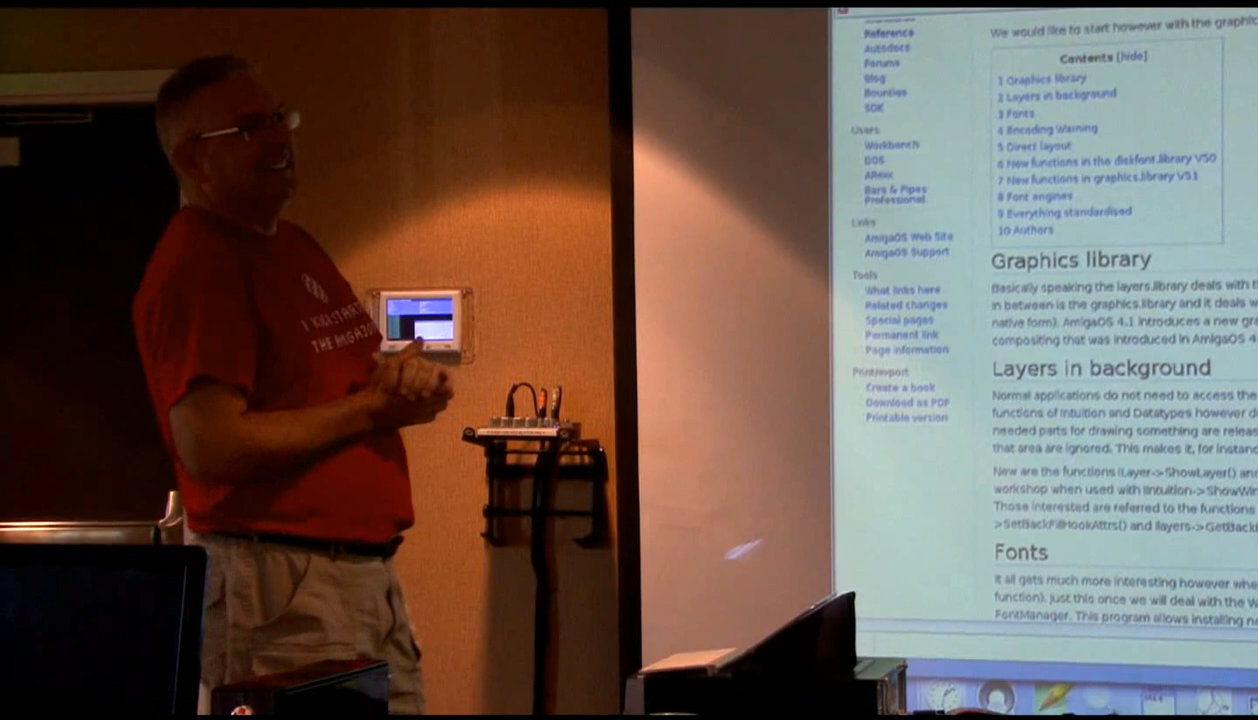 I KICKSTARTED
THE AMIGA30
Reference
Autodocs
Forums
Blog
Bounties
SDK
Users
Workbench
DOS
ARexx
Bars & Pipes
Professional
Links
AmigaOS Web Site
AmigaOS Support
Tools
What links here
Related changes
Special pages
Permanent link
Page information
Print/export
Create a book
Download as PDF
Printable version
We would like to start however with the graphic
Contents [hide]
1 Graphics library
2 Layers in background
3 Fonts
4 Encoding Warning
5 Direct layout
6 New functions in the diskfont.library V50
7 New functions in graphics.library V51
8 Font engines
9 Everything standardised
10 Authors
Graphics library
Basically speaking the layers.library deals with t
in between is the graphics.library and it deals w
native form). AmigaOS 4.1 introduces a new gra
compositing that was introduced in AmigaOS 4
Layers in background
Normal applications do not need to access the
functions of Intuition and Datatypes however
needed parts for drawing something are releas
that area are ignored. This makes it, for instanc
New are the functions ILayer->ShowLayer() and
workshop when used with IIntuition->ShowWin
Those interested are referred to the functions
>SetBackFillHookAttrs() and Ilayers->GetBack
Fonts
It all gets much more interesting however whe
function). Just this once we will deal with the W
FontManager. This program allows installing ne